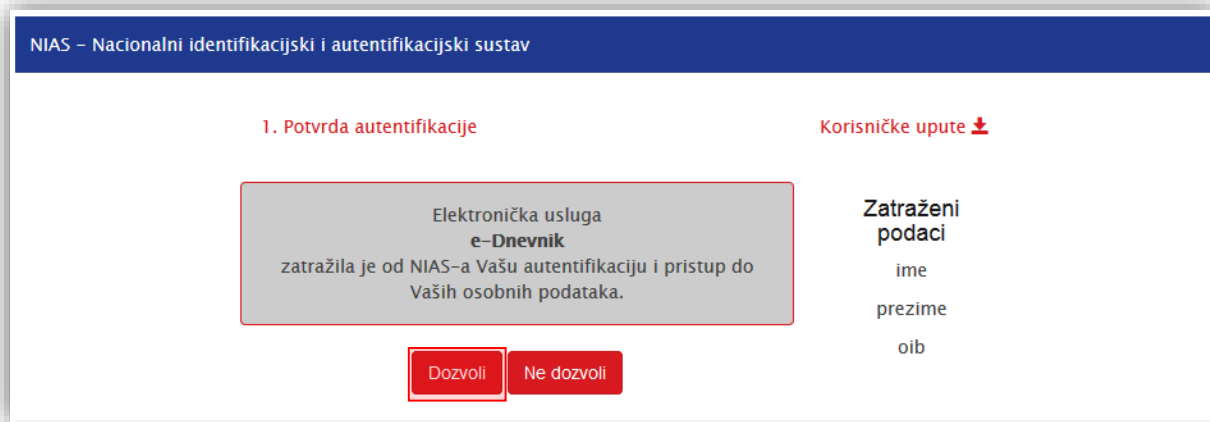 NIAS – Nacionalni identifikacijski i autentifikacijski sustav
1. Potvrda autentifikacije
Korisničke upute
Elektronička usluga
e-Dnevnik
zatražila je od NIAS-a Vašu autentifikaciju i pristup do
Vaših osobnih podataka.
Dozvoli
Ne dozvoli
Zatraženi
podaci
ime
prezime
oib